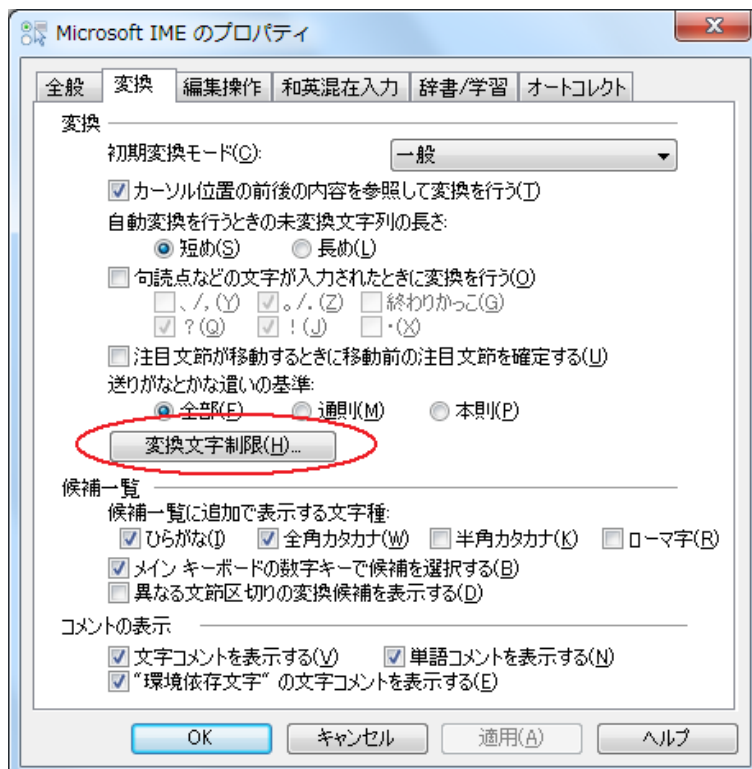 Microsoft IME のプロパティ
全般 変換 編集操作 和英混在入力 辞書/学習 オートコレクト
変換
初期変換モード(C): 一般
カーソル位置の前後の内容を参照して変換を行う(T)
自動変換を行うときの未変換文字列の長さ:
短め(S) 長め(L)
句読点などの文字が入力されたときに変換を行う(O)
、/,(Y) 。/.(Z) 終わりかっこ(G)
?(Q) !(J) ・(X)
注目文節が移動するときに移動前の注目文節を確定する(U)
送りがなとかな遣いの基準:
全部(F) 通則(M) 本則(P)
変換文字制限(H)...
候補一覧
候補一覧に追加で表示する文字種:
ひらがな(I) 全角カタカナ(W) 半角カタカナ(K) ローマ字(R)
メイン キーボードの数字キーで候補を選択する(B)
異なる文節区切りの変換候補を表示する(D)
コメントの表示
文字コメントを表示する(V) 単語コメントを表示する(N)
"環境依存文字" の文字コメントを表示する(E)
OK キャンセル 適用(A) ヘルプ